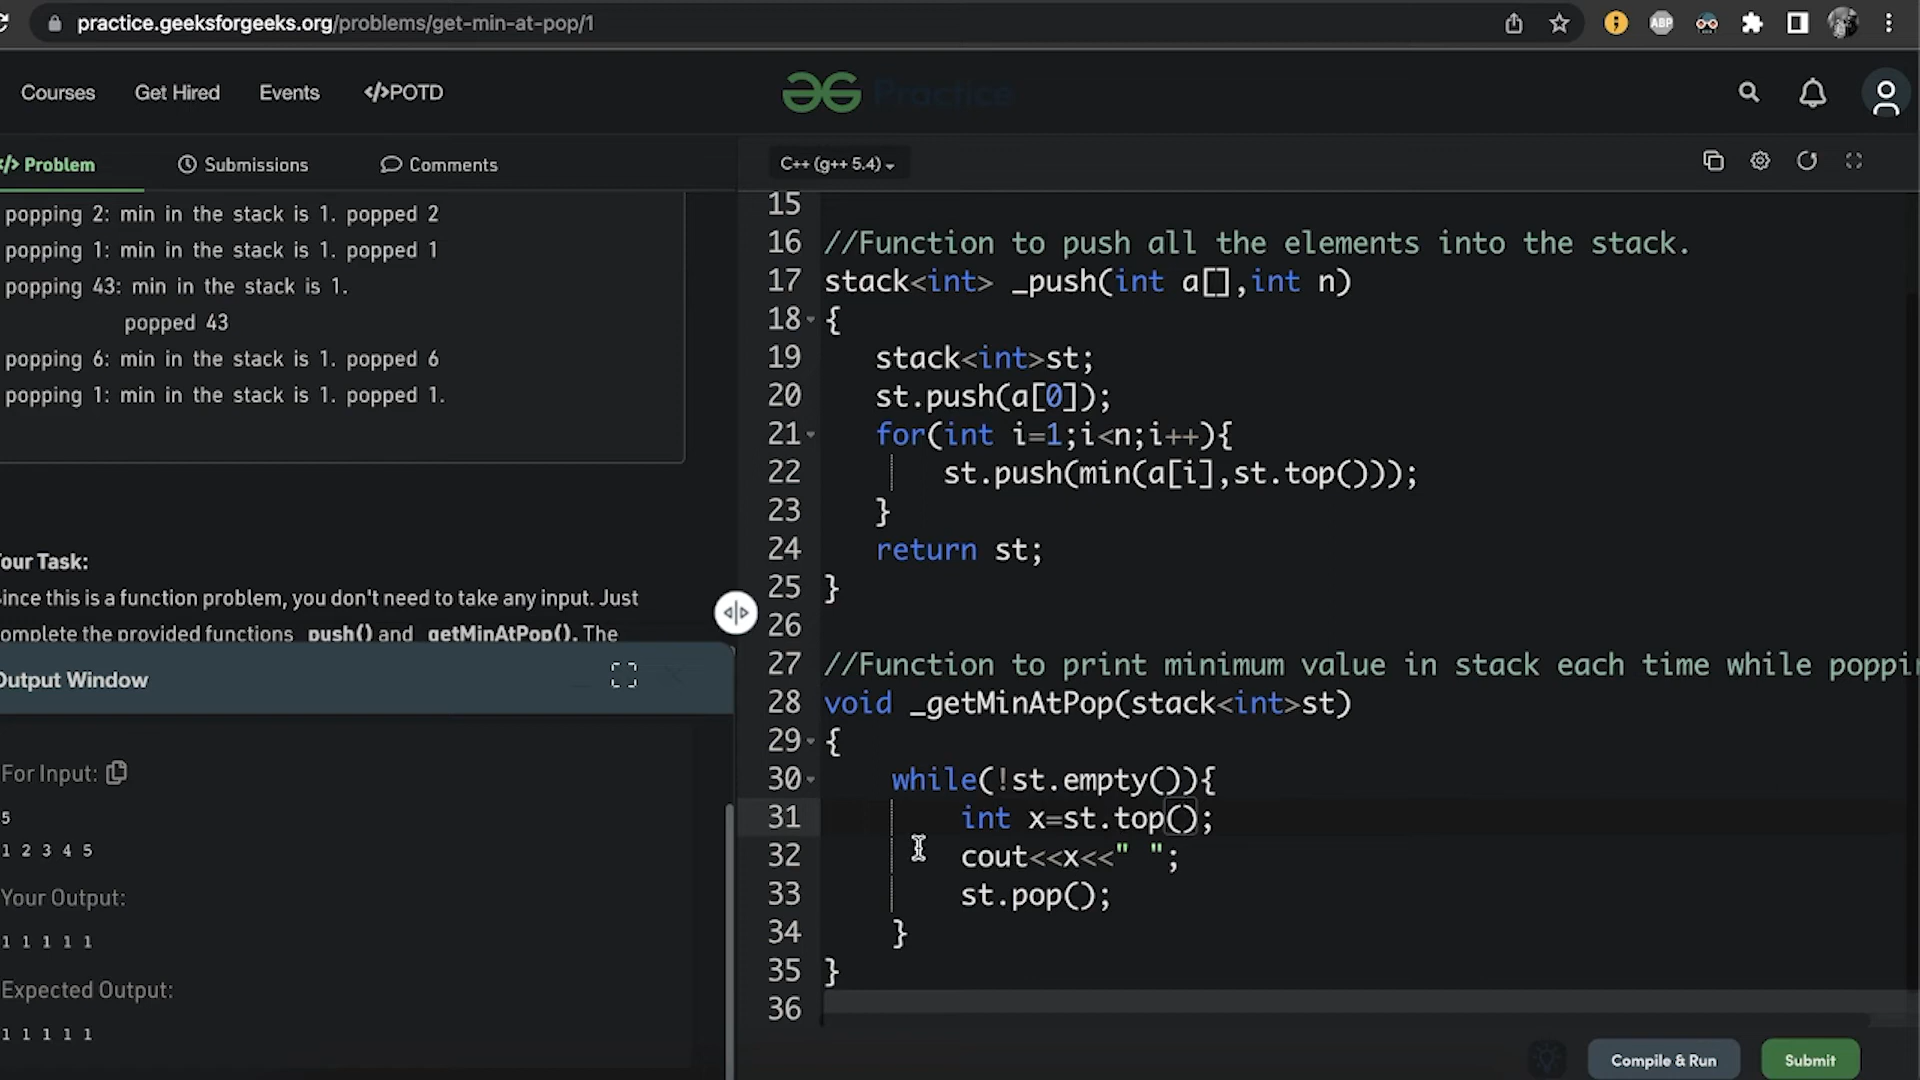 practice.geeksforgeeks.org/problems/get-min-at-pop/1
ABP
Courses Get Hired Events </>POTD
Practice
</> Problem Submissions Comments
C++ (g++ 5.4)
popping 2: min in the stack is 1. popped 2
popping 1: min in the stack is 1. popped 1
popping 43: min in the stack is 1.
popped 43
popping 6: min in the stack is 1. popped 6
popping 1: min in the stack is 1. popped 1.
our Task:
ince this is a function problem, you don't need to take any input. Just
omplete the provided functions _push() and _getMinAtPop(). The
Output Window
For Input:
5
1 2 3 4 5
Your Output:
1 1 1 1 1
Expected Output:
1 1 1 1 1
15
16 //Function to push all the elements into the stack.
17 stack<int> _push(int a[],int n)
18 {
19 stack<int>st;
20 st.push(a[0]);
21 for(int i=1;i<n;i++){
22 st.push(min(a[i],st.top()));
23 }
24 return st;
25 }
26
27 //Function to print minimum value in stack each time while poppi
28 void _getMinAtPop(stack<int>st)
29 {
30 while(!st.empty()){
31 int x=st.top();
32 cout<<x<<" ";
33 st.pop();
34 }
35 }
36
Compile & Run Submit